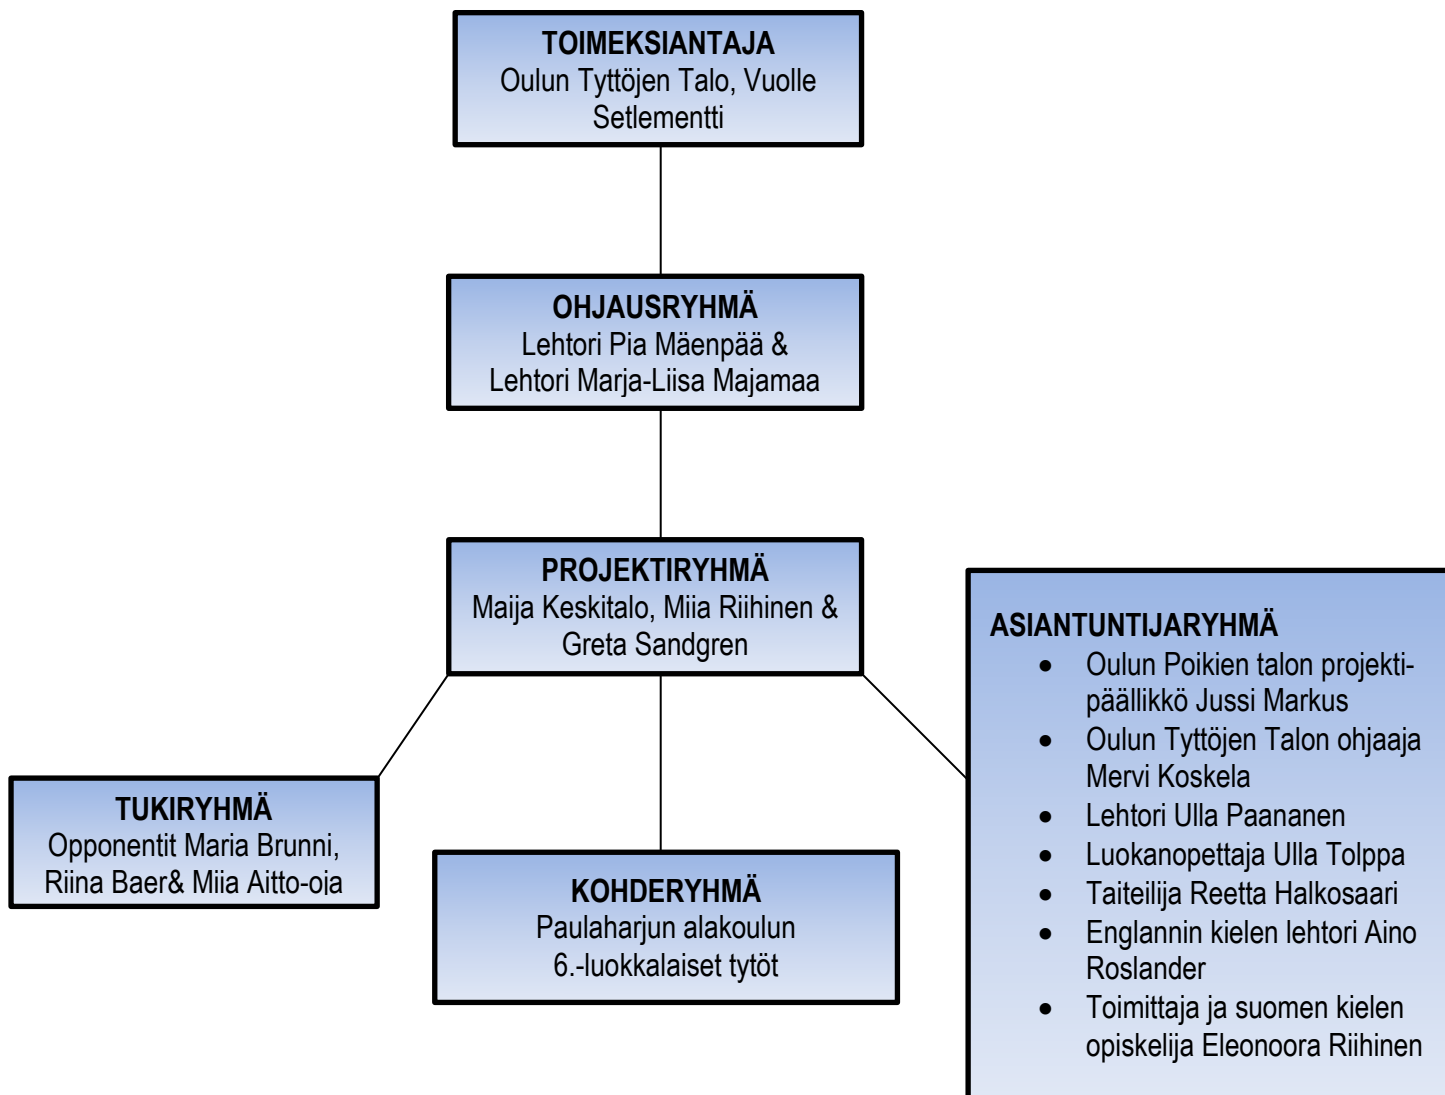 TOIMEKSIANTAJA
Oulun Tyttöjen Talo, Vuolle
Setlementti
OHJAUSRYHMÄ
Lehtori Pia Mäenpää &
Lehtori Marja-Liisa Majamaa
PROJEKTIRYHMÄ
Maija Keskitalo, Miia Riihinen &
Greta Sandgren
TUKIRYHMÄ
Opponentit Maria Brunni,
Riina Baer& Miia Aitto-oja
KOHDERYHMÄ
Paulaharjun alakoulun
6.-luokkalaiset tytöt
ASIANTUNTIJARYHMÄ
• Oulun Poikien talon projekti-
päällikkö Jussi Markus
• Oulun Tyttöjen Talon ohjaaja
Mervi Koskela
• Lehtori Ulla Paananen
• Luokanopettaja Ulla Tolppa
• Taiteilija Reetta Halkosaari
• Englannin kielen lehtori Aino
Roslander
• Toimittaja ja suomen kielen
opiskelija Eleonoora Riihinen